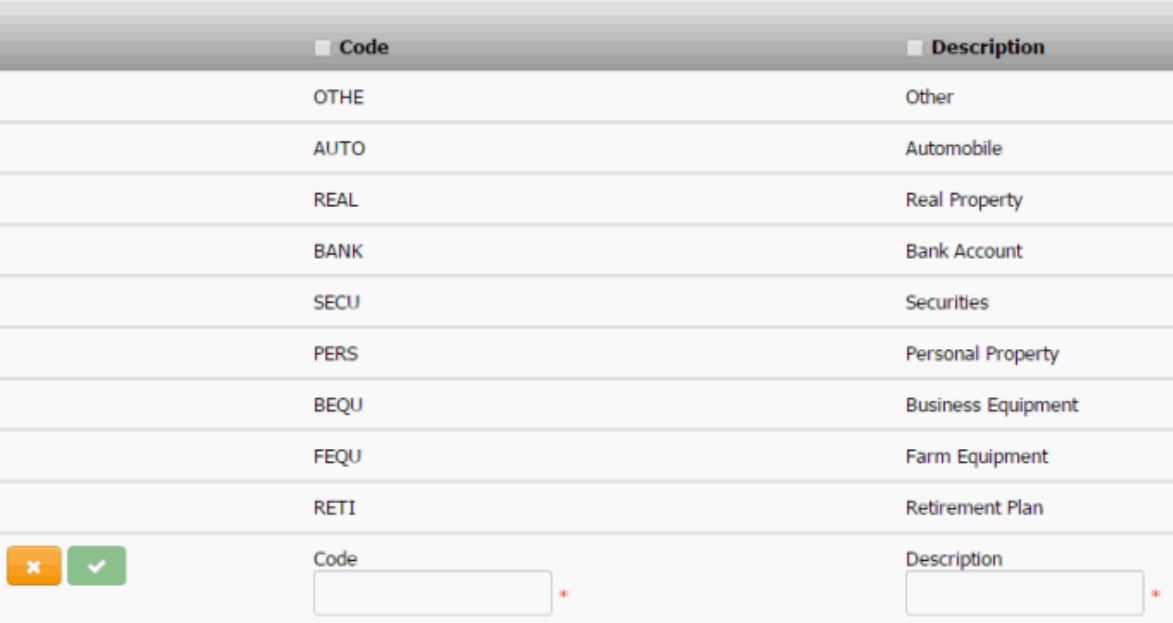 Code Description
OTHE Other
AUTO Automobile
REAL Real Property
BANK Bank Account
SECU Securities
PERS Personal Property
BEQU Business Equipment
FEQU Farm Equipment
RETI Retirement Plan
Code Description
* *